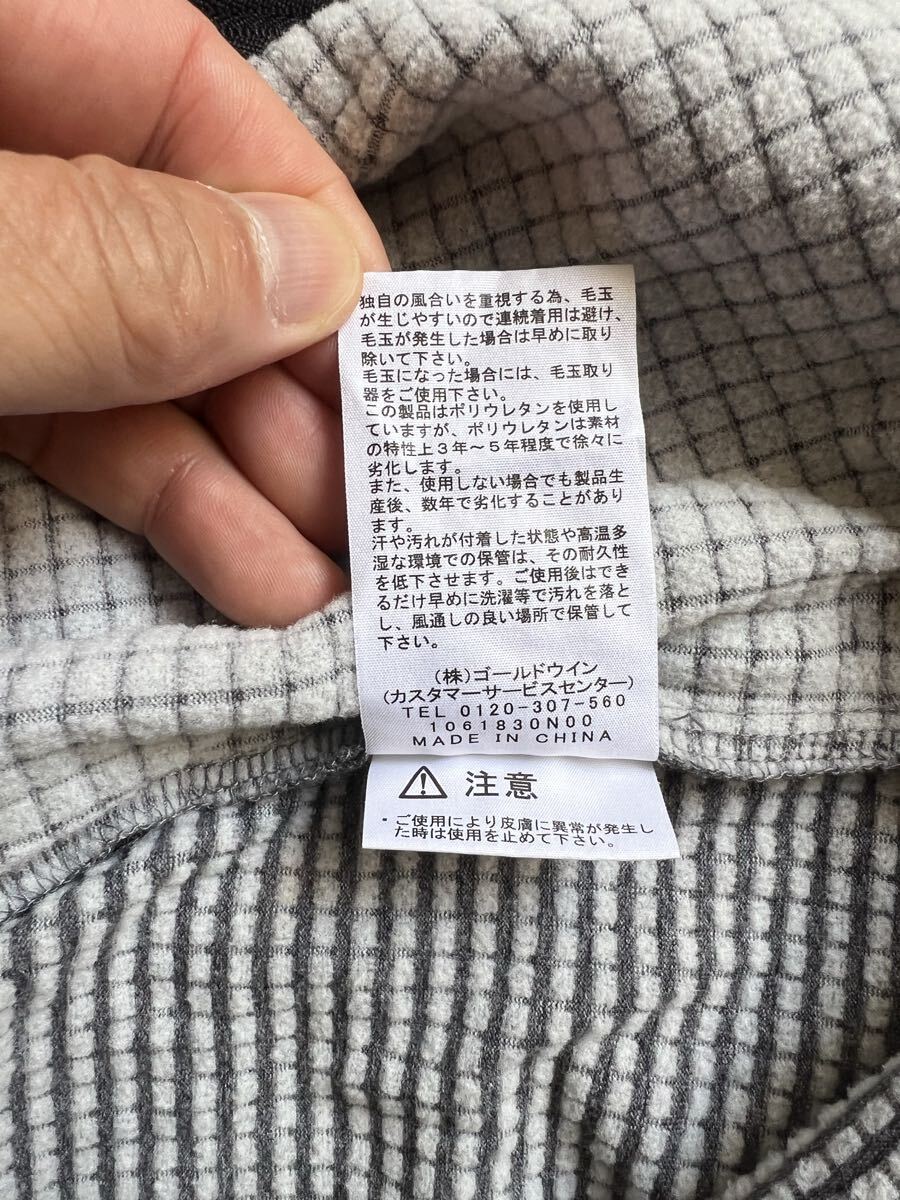 独自の風合いを重視する為、毛玉
が生じやすいので連続着用は避け、
毛玉が発生した場合は早めに取り
除いて下さい。
毛玉になった場合には、毛玉取り
器をご使用下さい。
この製品はポリウレタンを使用し
ていますが、ポリウレタンは素材
の特性上３年～５年程度で徐々に
劣化します。
また、使用しない場合でも製品生
産後、数年で劣化することがあり
ます。
汗や汚れが付着した状態や高温多
湿な環境での保管は、その耐久性
を低下させます。ご使用後はでき
るだけ早めに洗濯等で汚れを落と
し、風通しの良い場所で保管して
下さい。
（株）ゴールドウイン
（カスタマーサービスセンター）
TEL 0120-307-560
1061830N00
MADE IN CHINA
⚠ 注意
・ご使用により皮膚に異常が発生し
た時は使用を止めて下さい。